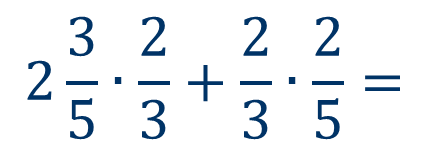 2 3/5 · 2/3 + 2/3 · 2/5 =